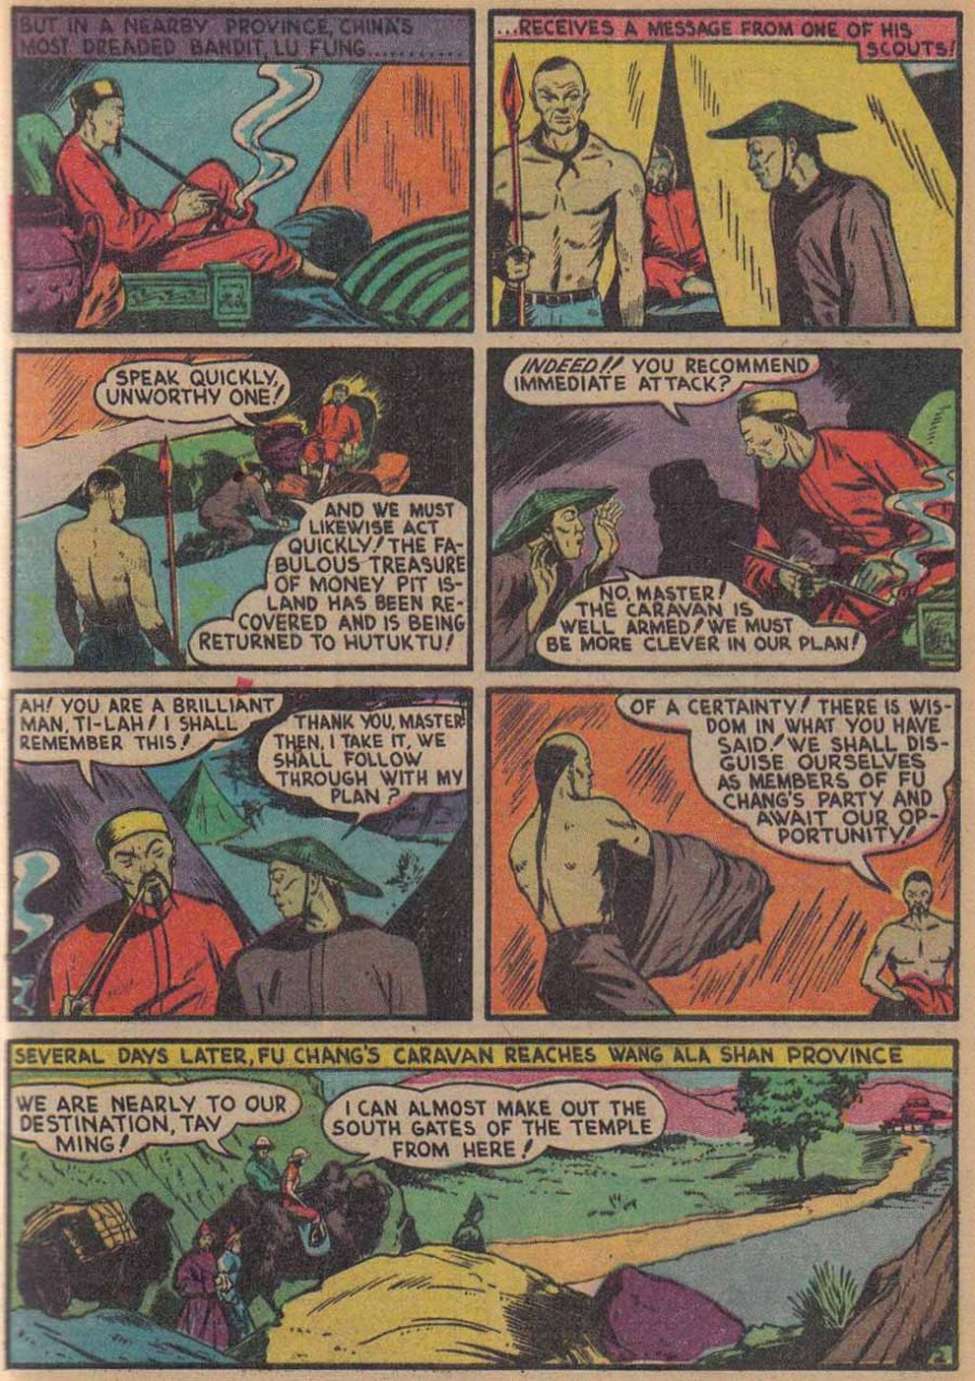 BUT IN A NEARBY PROVINCE, CHINA'S
MOST DREADED BANDIT, LU FUNG...........
...RECEIVES A MESSAGE FROM ONE OF HIS
SCOUTS!
SPEAK QUICKLY,
UNWORTHY ONE!
AND WE MUST
LIKEWISE ACT
QUICKLY! THE FA-
BULOUS TREASURE
OF MONEY PIT IS-
LAND HAS BEEN RE-
COVERED AND IS BEING
RETURNED TO HUTUKTU!
INDEED!! YOU RECOMMEND
IMMEDIATE ATTACK?
NO, MASTER!
THE CARAVAN IS
WELL ARMED! WE MUST
BE MORE CLEVER IN OUR PLAN!
AH! YOU ARE A BRILLIANT
MAN, TI-LAH! I SHALL
REMEMBER THIS!
THANK YOU, MASTER!
THEN, I TAKE IT, WE
SHALL FOLLOW
THROUGH WITH MY
PLAN?
OF A CERTAINTY! THERE IS WIS-
DOM IN WHAT YOU HAVE
SAID! WE SHALL DIS-
GUISE OURSELVES
AS MEMBERS OF FU
CHANG'S PARTY AND
AWAIT OUR OP-
PORTUNITY!
SEVERAL DAYS LATER, FU CHANG'S CARAVAN REACHES WANG ALA SHAN PROVINCE
WE ARE NEARLY TO OUR
DESTINATION, TAY
MING!
I CAN ALMOST MAKE OUT THE
SOUTH GATES OF THE TEMPLE
FROM HERE!
2